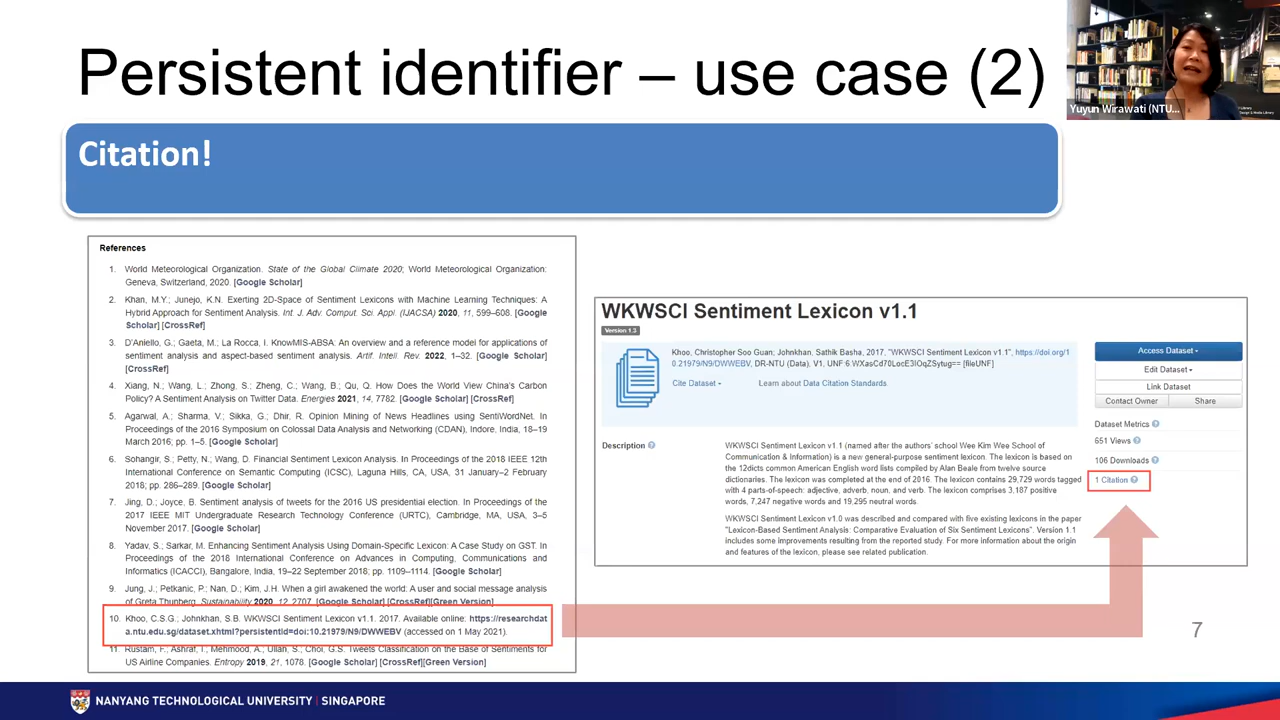 Persistent identifier – use case (2)
Yuyun Wirawati (NTU...
Citation!
References
1. World Meteorological Organization. State of the Global Climate 2020; World Meteorological Organization:
Geneva, Switzerland, 2020. [Google Scholar]
2. Khan, M.Y.; Junejo, K.N. Exerting 2D-Space of Sentiment Lexicons with Machine Learning Techniques: A
Hybrid Approach for Sentiment Analysis. Int. J. Adv. Comput. Sci. Appl. (IJACSA) 2020, 11, 599–608. [Google
Scholar] [CrossRef]
3. D'Aniello, G.; Gaeta, M.; La Rocca, I. KnowMIS-ABSA: An overview and a reference model for applications of
sentiment analysis and aspect-based sentiment analysis. Artif. Intell. Rev. 2022, 1–32. [Google Scholar]
[CrossRef]
4. Xiang, N.; Wang, L.; Zhong, S.; Zheng, C.; Wang, B.; Qu, Q. How Does the World View China's Carbon
Policy? A Sentiment Analysis on Twitter Data. Energies 2021, 14, 7782. [Google Scholar] [CrossRef]
5. Agarwal, A.; Sharma, V.; Sikka, G.; Dhir, R. Opinion Mining of News Headlines using SentiWordNet. In
Proceedings of the 2016 Symposium on Colossal Data Analysis and Networking (CDAN), Indore, India, 18–19
March 2016; pp. 1–5. [Google Scholar]
6. Sohangir, S.; Petty, N.; Wang, D. Financial Sentiment Lexicon Analysis. In Proceedings of the 2018 IEEE 12th
International Conference on Semantic Computing (ICSC), Laguna Hills, CA, USA, 31 January–2 February
2018; pp. 286–289. [Google Scholar]
7. Jing, D.; Joyce, B. Sentiment analysis of tweets for the 2016 US presidential election. In Proceedings of the
2017 IEEE MIT Undergraduate Research Technology Conference (URTC), Cambridge, MA, USA, 3–5
November 2017. [Google Scholar]
8. Yadav, S.; Sarkar, M. Enhancing Sentiment Analysis Using Domain-Specific Lexicon: A Case Study on GST. In
Proceedings of the 2018 International Conference on Advances in Computing, Communications and
Informatics (ICACCI), Bangalore, India, 19–22 September 2018; pp. 1109–1114. [Google Scholar]
9. Jung, J.; Petkanic, P.; Nan, D.; Kim, J.H. When a girl awakened the world: A user and social message analysis
of Greta Thunberg. Sustainability 2020, 12, 2707. [Google Scholar] [CrossRef][Green Version]
10. Khoo, C.S.G.; Johnkhan, S.B. WKWSCI Sentiment Lexicon v1.1. 2017. Available online: https://researchdat
a.ntu.edu.sg/dataset.xhtml?persistentId=doi:10.21979/N9/DWWEBV (accessed on 1 May 2021).
11. Rustam, F.; Ashraf, I.; Mehmood, A.; Ullah, S.; Choi, G.S. Tweets Classification on the Base of Sentiments for
US Airline Companies. Entropy 2019, 21, 1078. [Google Scholar] [CrossRef][Green Version]
WKWSCI Sentiment Lexicon v1.1
Version 1.3
Khoo, Christopher Soo Guan; Johnkhan, Sathik Basha, 2017, "WKWSCI Sentiment Lexicon v1.1", https://doi.org/1
0.21979/N9/DWWEBV, DR-NTU (Data), V1, UNF:6:WXasCd70LocE3IOqZSytug== [fileUNF]
Cite Dataset
Learn about Data Citation Standards.
Access Dataset
Edit Dataset
Link Dataset
Contact Owner
Share
Dataset Metrics
651 Views
106 Downloads
1 Citation
Description
WKWSCI Sentiment Lexicon v1.1 (named after the authors' school Wee Kim Wee School of
Communication & Information) is a new general-purpose sentiment lexicon. The lexicon is based on
the 12dicts common American English word lists compiled by Alan Beale from twelve source
dictionaries. The lexicon was completed at the end of 2016. The lexicon contains 29,729 words tagged
with 4 parts-of-speech: adjective, adverb, noun, and verb. The lexicon comprises 3,187 positive
words, 7,247 negative words and 19,295 neutral words.
WKWSCI Sentiment Lexicon v1.0 was described and compared with five existing lexicons in the paper
"Lexicon-Based Sentiment Analysis: Comparative Evaluation of Six Sentiment Lexicons". Version 1.1
includes some improvements resulting from the reported study. For more information about the origin
and features of the lexicon, please see related publication.
7
NANYANG TECHNOLOGICAL UNIVERSITY | SINGAPORE